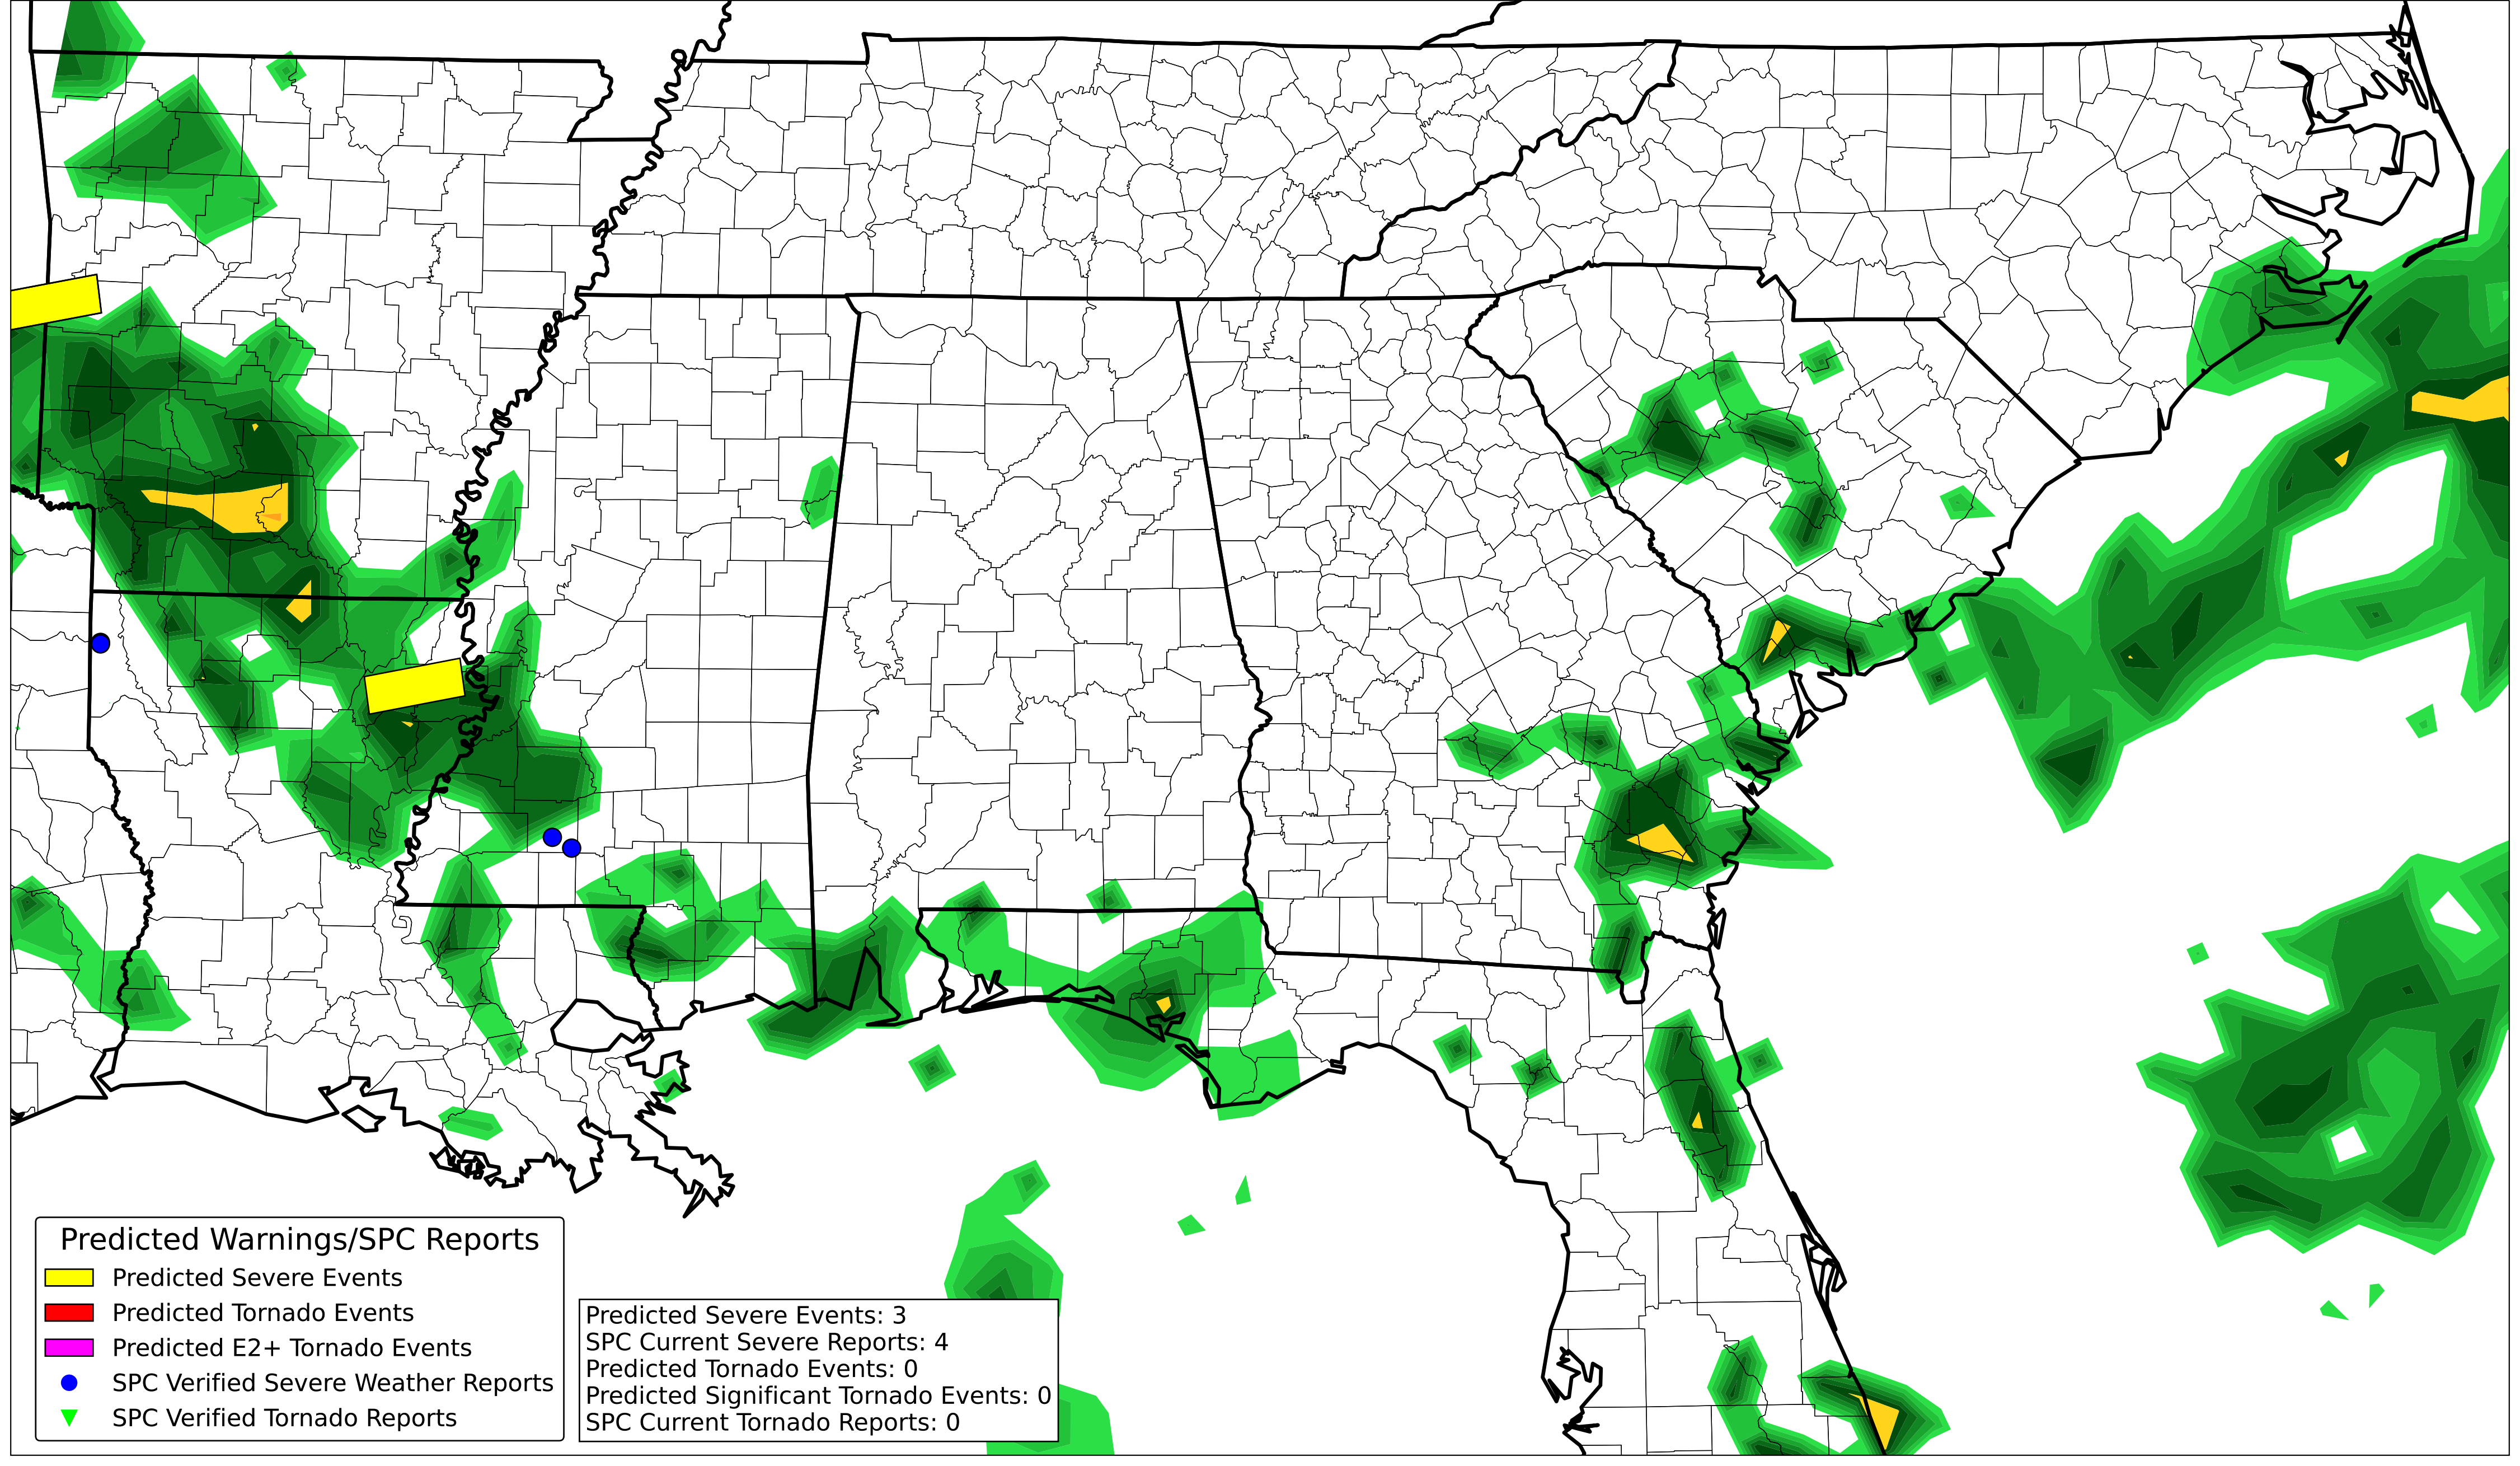 Predicted Warnings/SPC Reports
Predicted Severe Events
Predicted Tornado Events
Predicted E2+ Tornado Events
SPC Verified Severe Weather Reports
SPC Verified Tornado Reports
Predicted Severe Events: 3
SPC Current Severe Reports: 4
Predicted Tornado Events: 0
Predicted Significant Tornado Events: 0
SPC Current Tornado Reports: 0